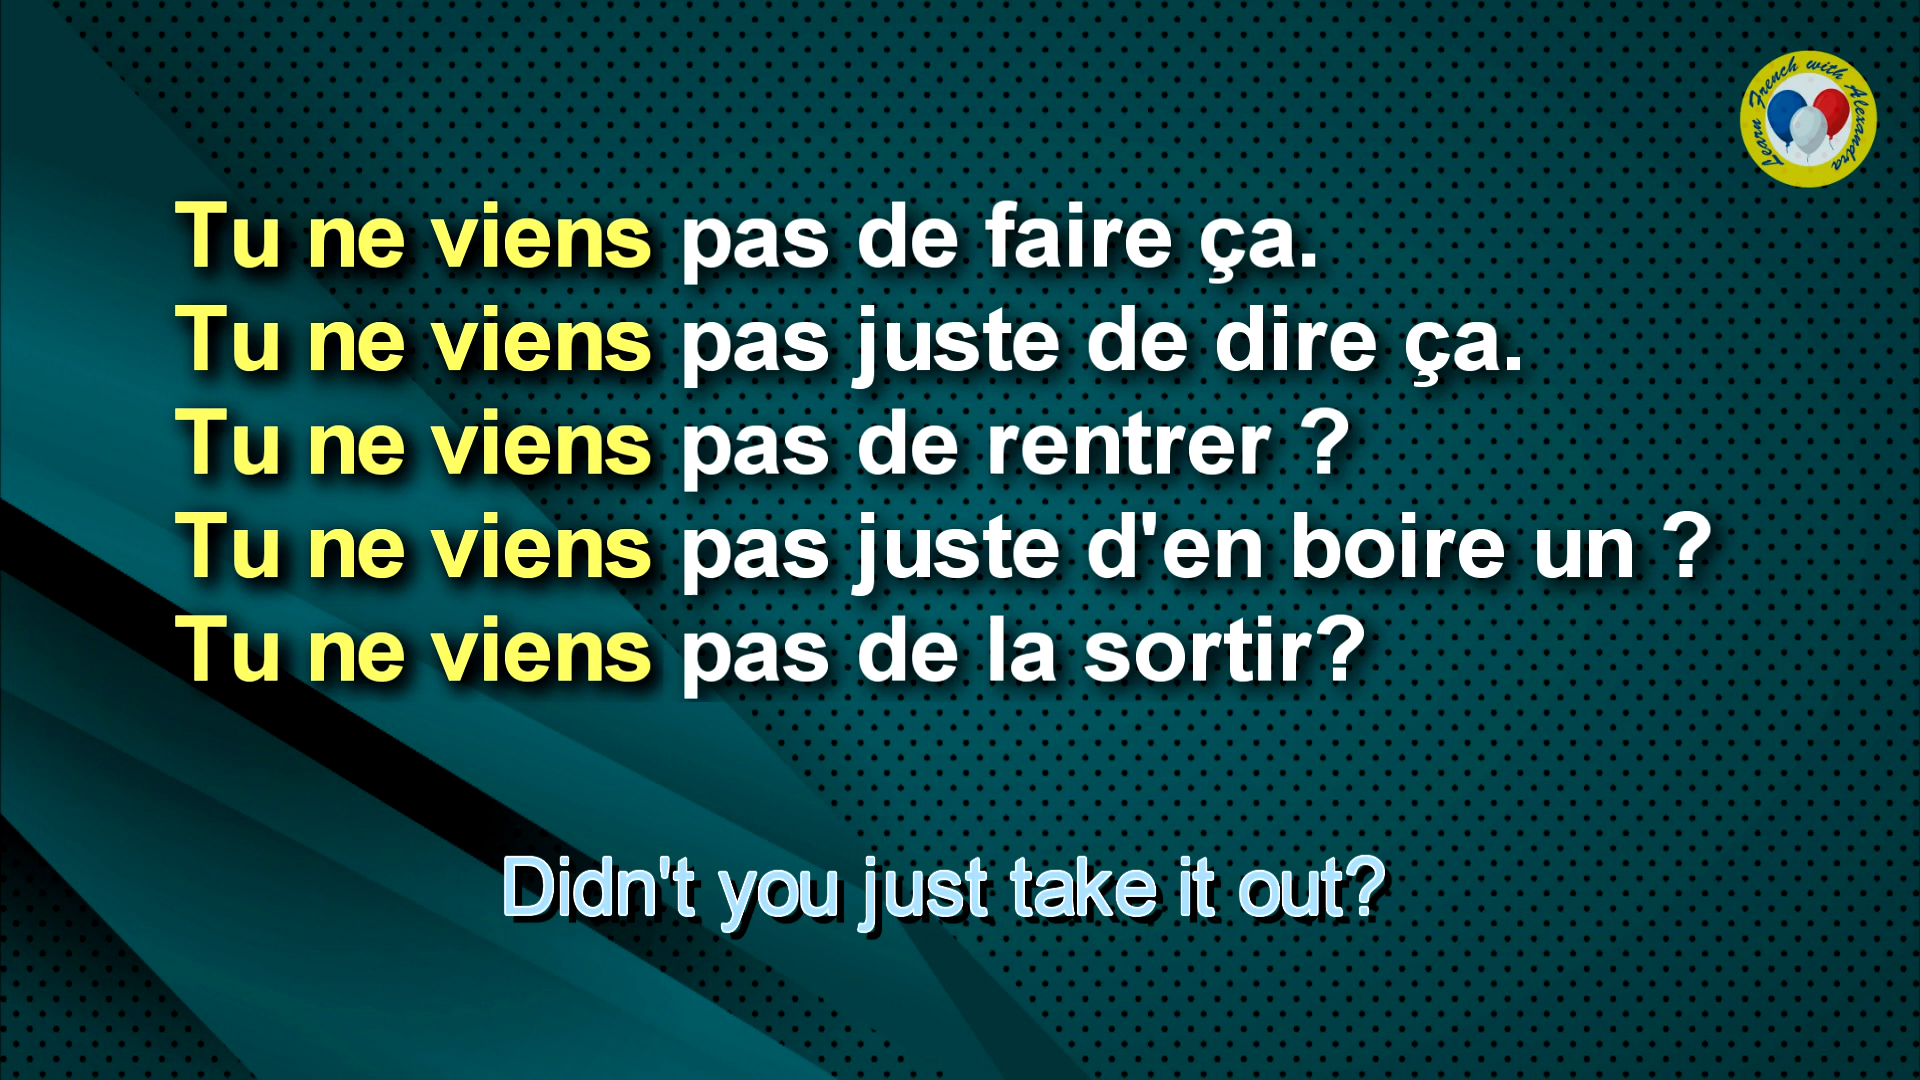 Learn French with Alexandra
Tu ne viens pas de faire ça.
Tu ne viens pas juste de dire ça.
Tu ne viens pas de rentrer ?
Tu ne viens pas juste d'en boire un ?
Tu ne viens pas de la sortir?
Didn't you just take it out?